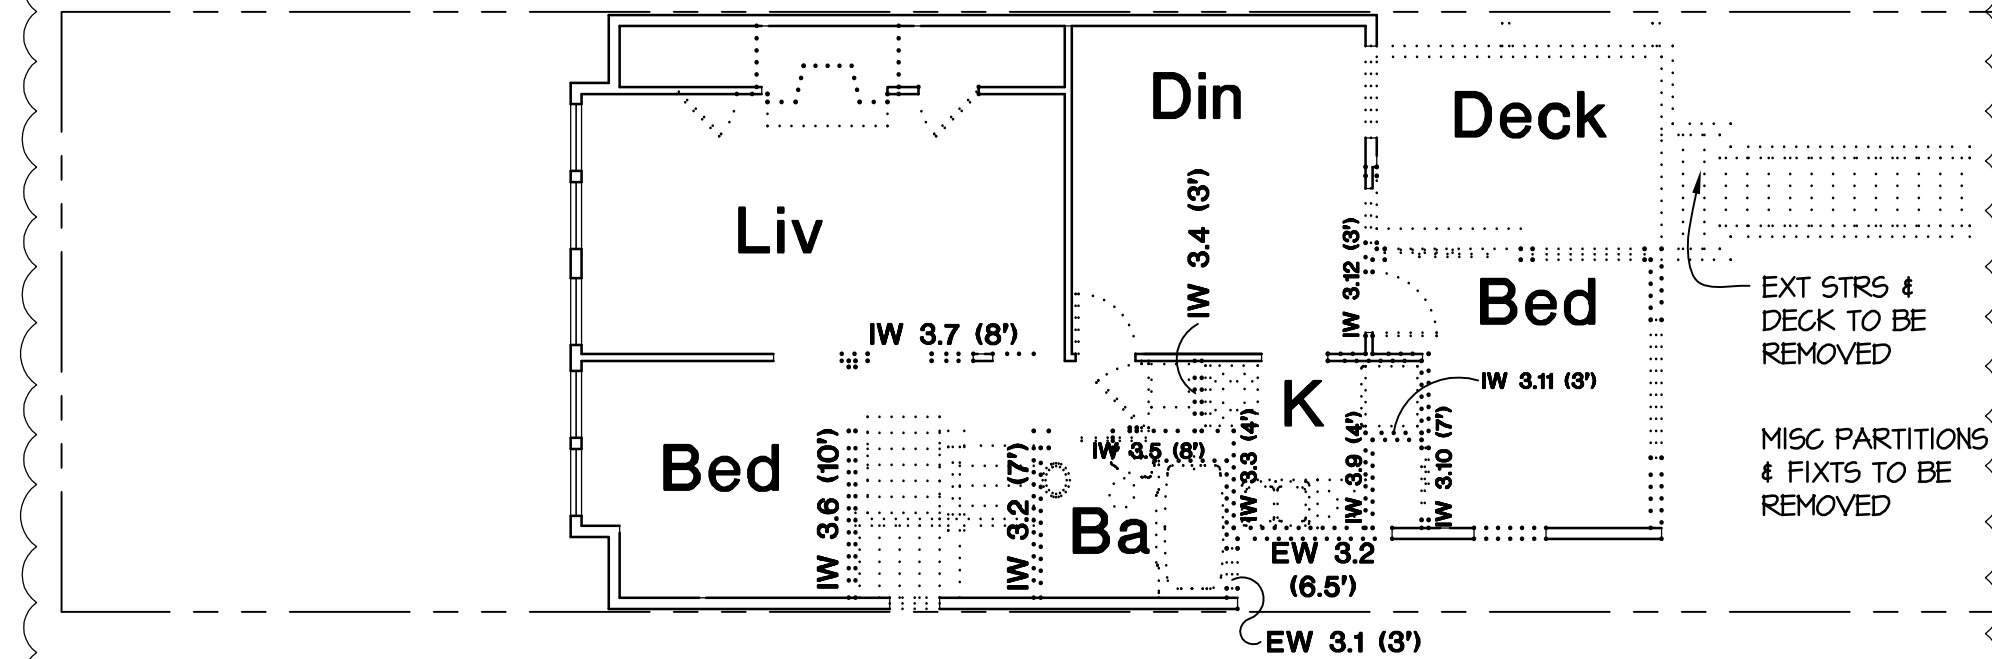 Din
Deck
Liv
IW 3.4 (3')
IW 3.12 (3')
Bed
EXT STRS &
DECK TO BE
REMOVED
IW 3.7 (8')
IW 3.11 (3')
K
Bed
IW 3.6 (10')
IW 3.2 (7')
IW 3.5 (8')
IW 3.3 (4')
IW 3.9 (4')
IW 3.10 (7')
MISC PARTITIONS
& FIXTS TO BE
REMOVED
Ba
EW 3.2
(6.5')
EW 3.1 (3')